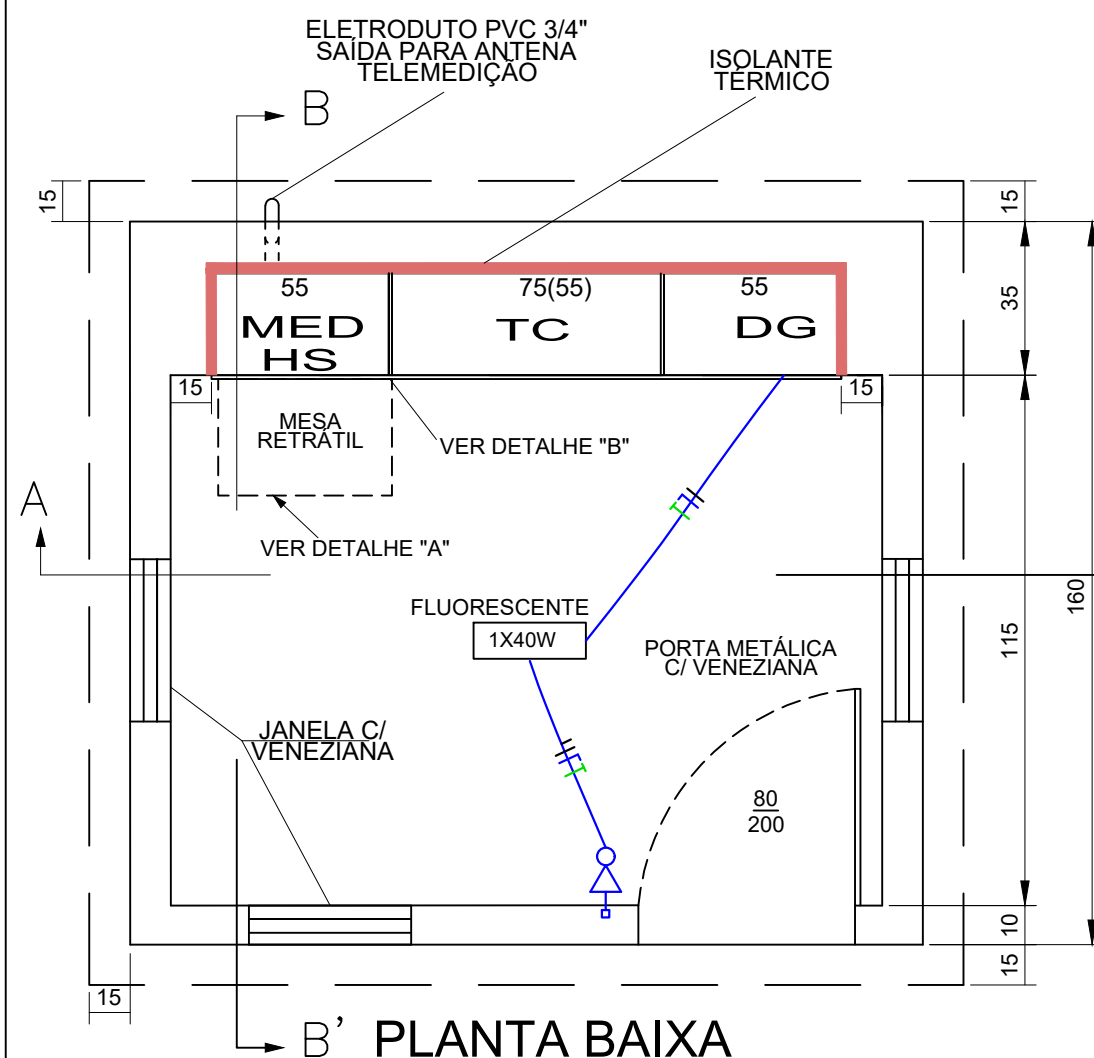 ELETRODUTO PVC 3/4"
SAÍDA PARA ANTENA
TELEMEDIÇÃO
ISOLANTE
TÉRMICO
B
15
15
55
75(55)
55
35
MED
HS
TC
DG
15
15
MESA
RETRÁTIL
VER DETALHE "B"
A
VER DETALHE "A"
FLUORESCENTE
1X40W
PORTA METÁLICA
C/ VENEZIANA
160
115
JANELA C/
VENEZIANA
80
200
10
15
15
B' PLANTA BAIXA